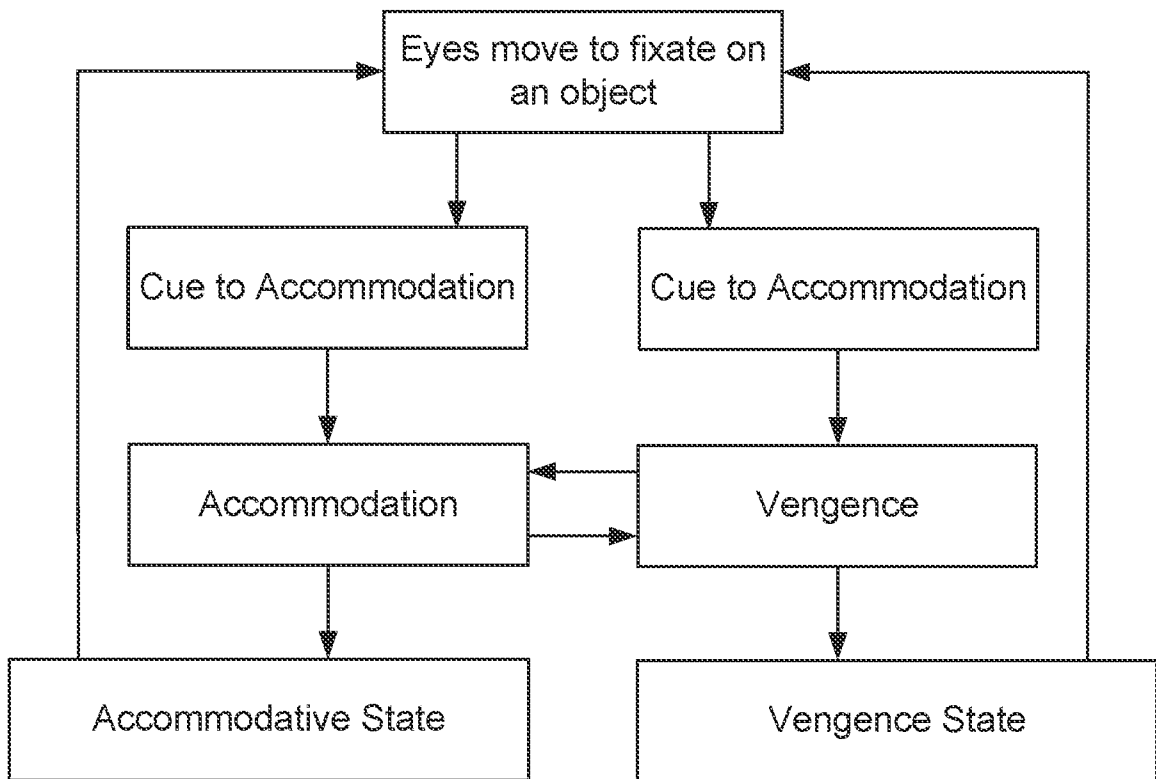 Eyes move to fixate on
an object
Cue to Accommodation
Cue to Accommodation
Accommodation
Vengence
Accommodative State
Vengence State